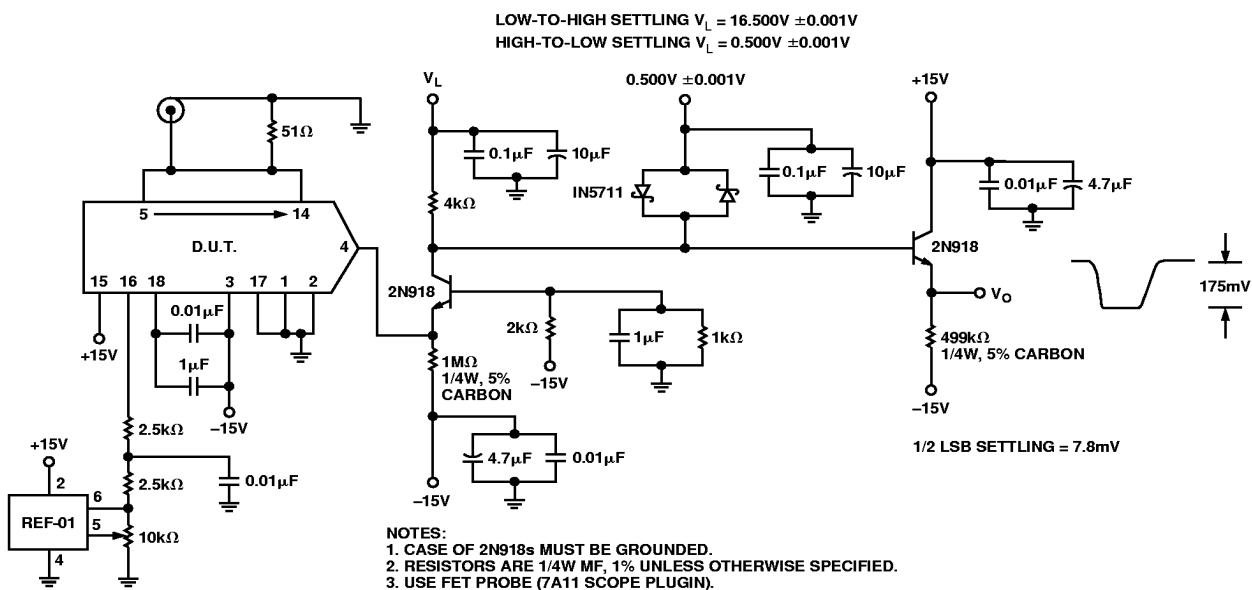 LOW-TO-HIGH SETTLING VL = 16.500V ±0.001V
HIGH-TO-LOW SETTLING VL = 0.500V ±0.001V
VL
0.500V ±0.001V
+15V
51Ω
0.1µF
10µF
0.1µF
10µF
0.01µF
4.7µF
IN5711
4kΩ
5
14
D.U.T.
4
2N918
15
16
18
3
17
1
2
2N918
VO
175mV
0.01µF
1µF
+15V
–15V
2kΩ
–15V
1µF
1kΩ
1MΩ
1/4W, 5%
CARBON
499kΩ
1/4W, 5% CARBON
–15V
2.5kΩ
+15V
2
2.5kΩ
0.01µF
4.7µF
0.01µF
1/2 LSB SETTLING = 7.8mV
–15V
REF-01
6
5
10kΩ
4
NOTES:
1. CASE OF 2N918s MUST BE GROUNDED.
2. RESISTORS ARE 1/4W MF, 1% UNLESS OTHERWISE SPECIFIED.
3. USE FET PROBE (7A11 SCOPE PLUGIN).